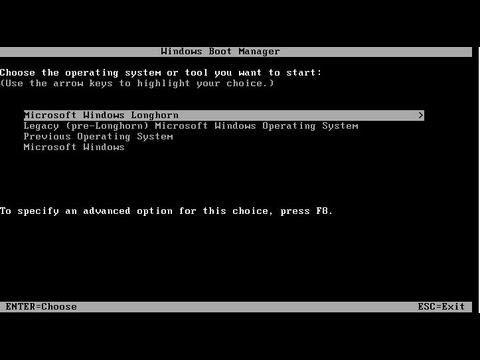 Windows Boot Manager
Choose the operating system or tool you want to start:
(Use the arrow keys to highlight your choice.)
Microsoft Windows Longhorn >
Legacy (pre-Longhorn) Microsoft Windows Operating System
Previous Operating System
Microsoft Windows
To specify an advanced option for this choice, press F8.
ENTER=Choose ESC=Exit